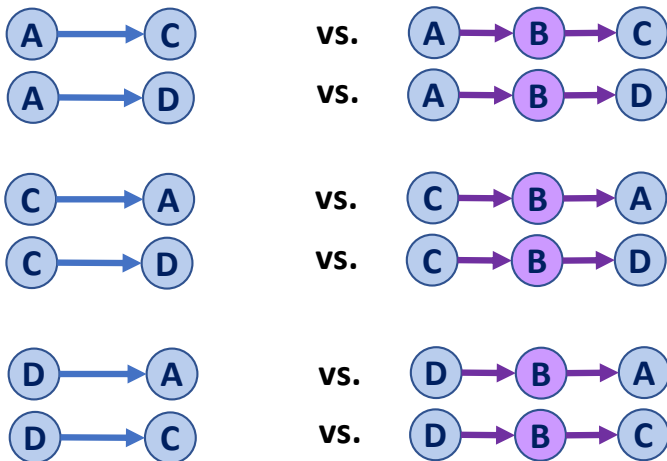 A C vs. A B C
A D vs. A B D
C A vs. C B A
C D vs. C B D
D A vs. D B A
D C vs. D B C